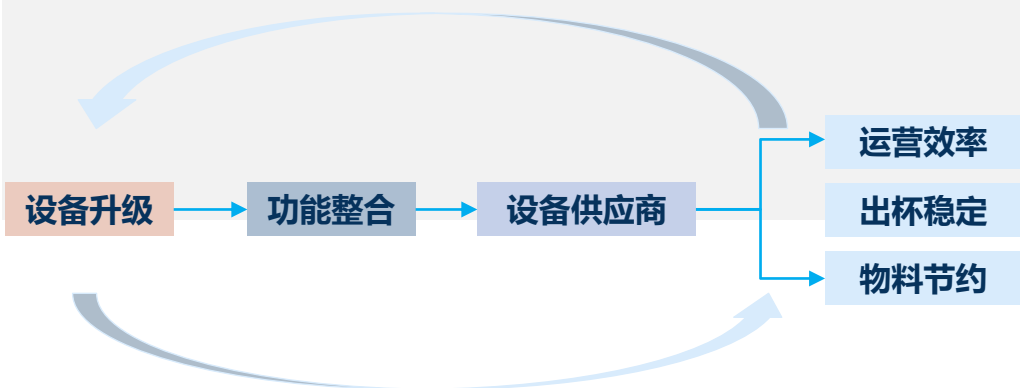 运营效率
设备升级
功能整合
设备供应商
出杯稳定
物料节约